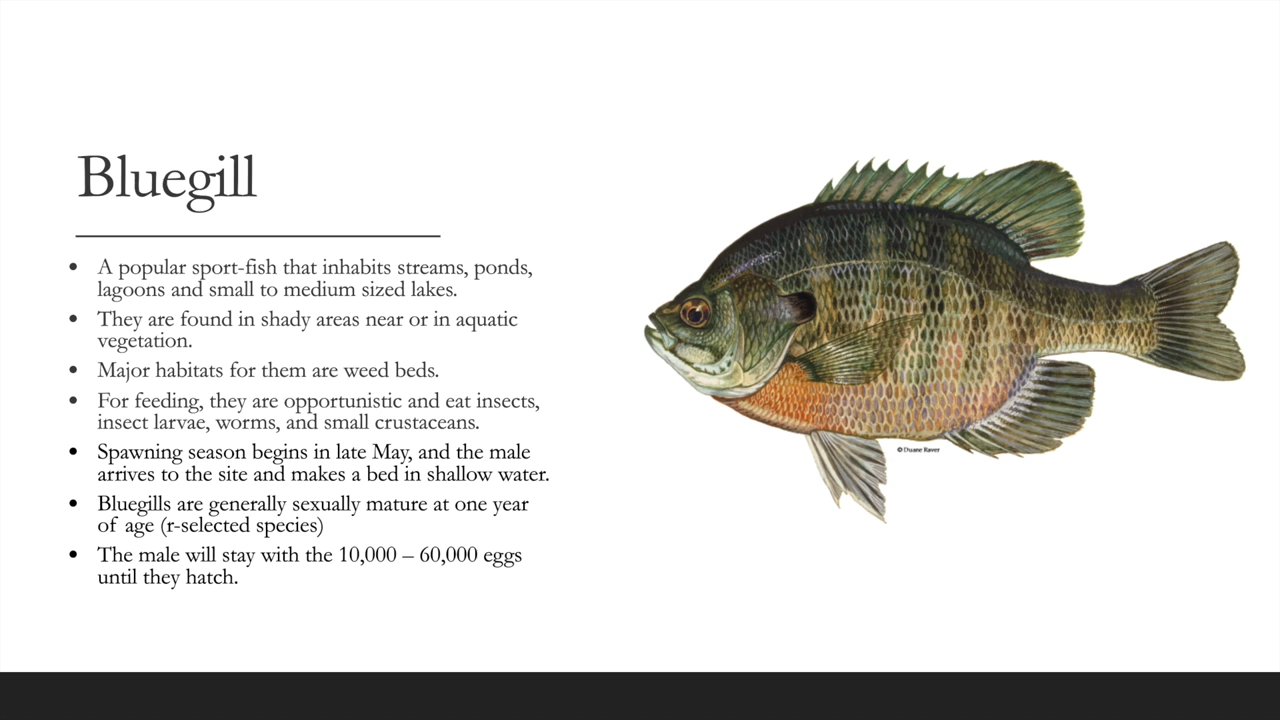 Bluegill
• A popular sport-fish that inhabits streams, ponds,
lagoons and small to medium sized lakes.
• They are found in shady areas near or in aquatic
vegetation.
• Major habitats for them are weed beds.
• For feeding, they are opportunistic and eat insects,
insect larvae, worms, and small crustaceans.
• Spawning season begins in late May, and the male
arrives to the site and makes a bed in shallow water.
• Bluegills are generally sexually mature at one year
of age (r-selected species)
• The male will stay with the 10,000 – 60,000 eggs
until they hatch.
© Duane Raver